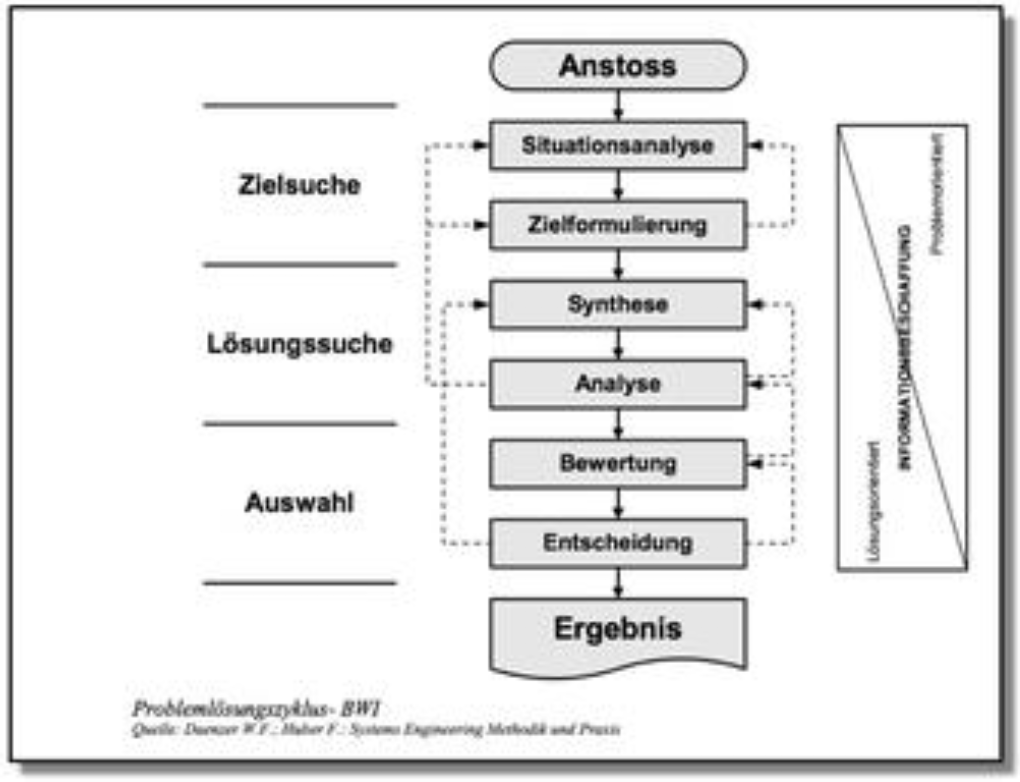 Anstoss
Situationsanalyse
Zielsuche
Zielformulierung
Synthese
Lösungssuche
Analyse
Bewertung
Auswahl
Entscheidung
Ergebnis
Problemorientiert
INFORMATIONSBESCHAFFUNG
Lösungsorientiert
Problemlösungszyklus- BWI
Quelle: Daenzer W.F.; Huber F.: Systems Engineering Methodik und Praxis